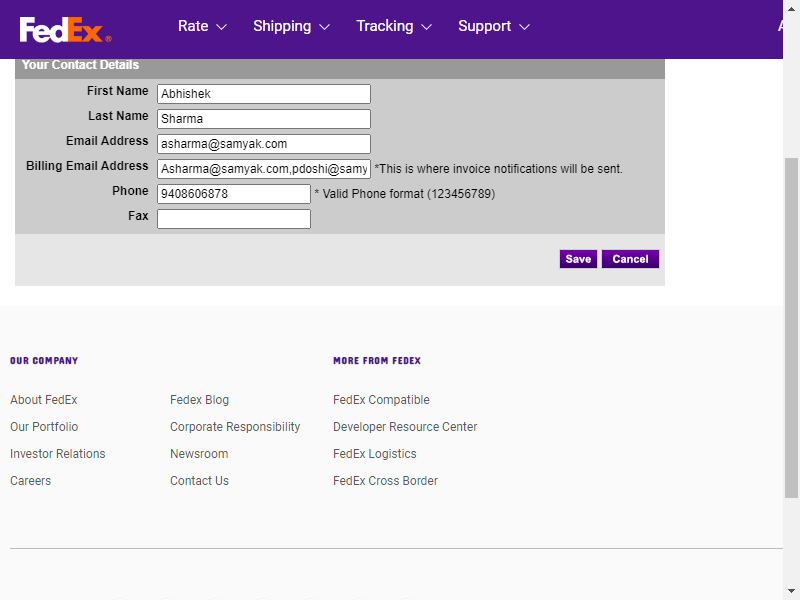 FedEx®
Rate Shipping Tracking Support
Your Contact Details
First Name Abhishek
Last Name Sharma
Email Address asharma@samyak.com
Billing Email Address Asharma@samyak.com,pdoshi@samy *This is where invoice notifications will be sent.
Phone 9408606878 * Valid Phone format (123456789)
Fax
Save Cancel
OUR COMPANY MORE FROM FEDEX
About FedEx Fedex Blog FedEx Compatible
Our Portfolio Corporate Responsibility Developer Resource Center
Investor Relations Newsroom FedEx Logistics
Careers Contact Us FedEx Cross Border